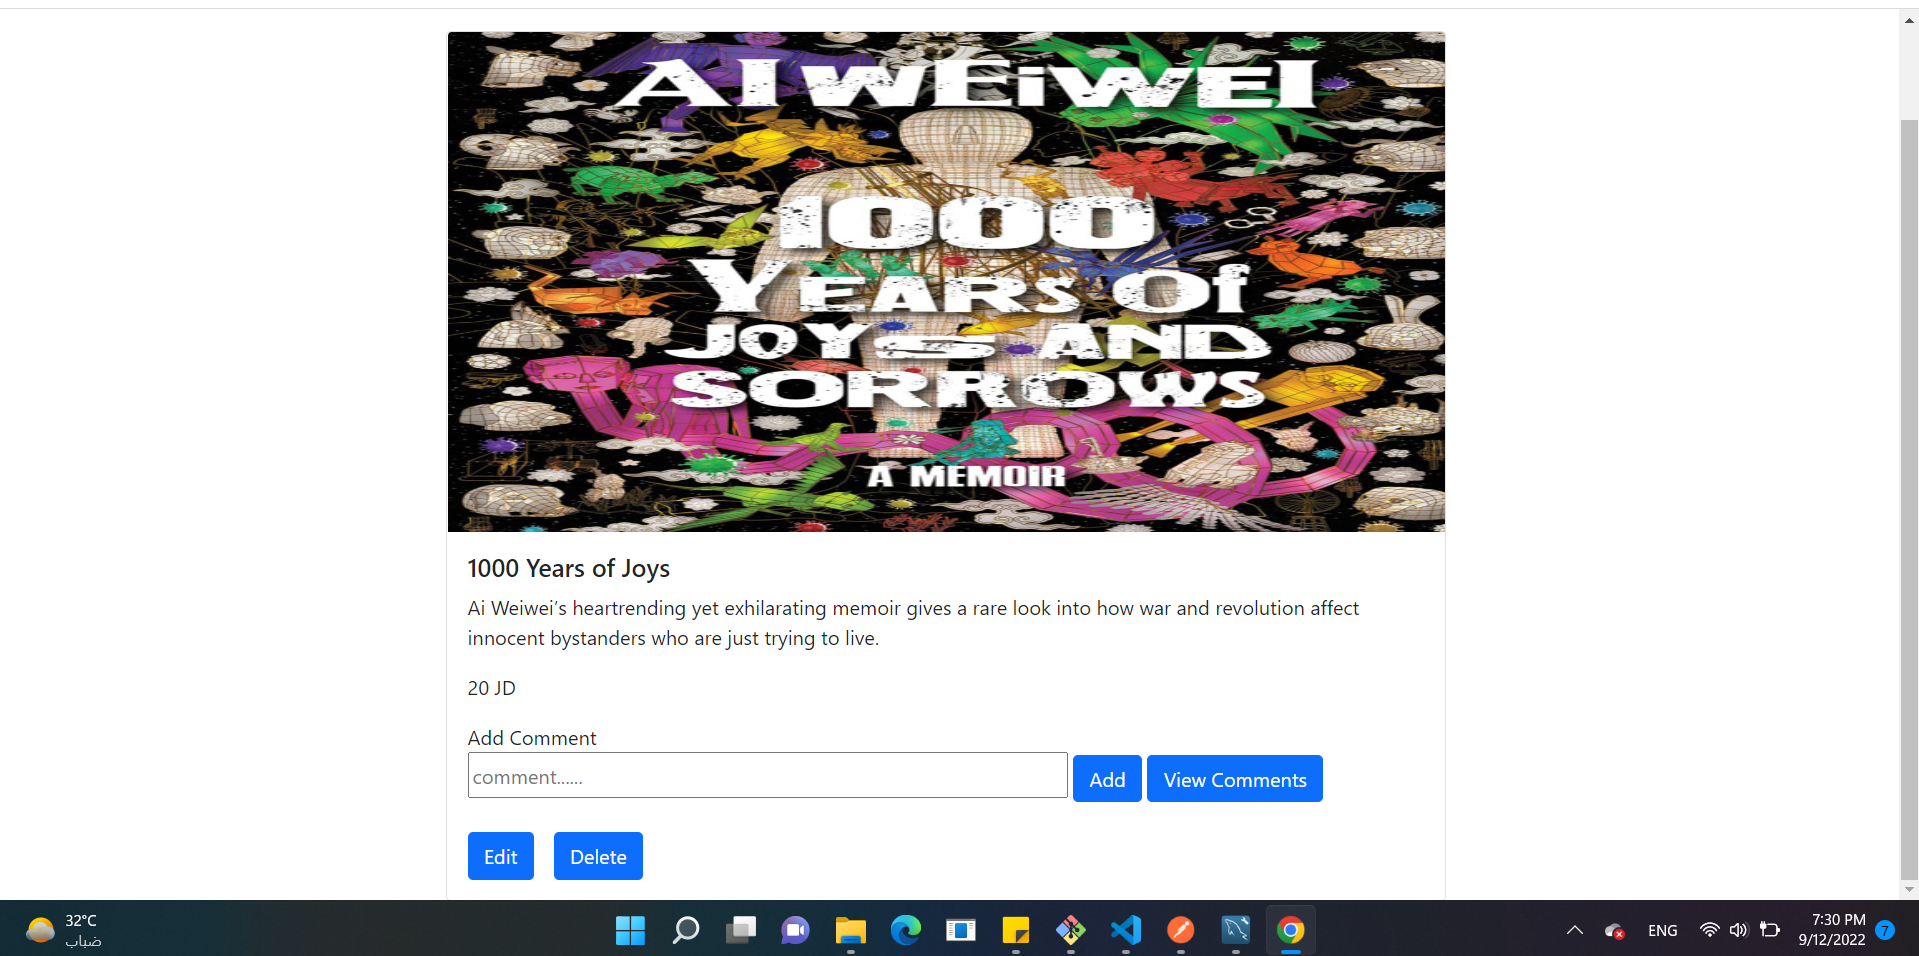 AIWEiWEI
1000
YEARS Of
JOYS AND
SORROWS
A MEMOIR
1000 Years of Joys
Ai Weiwei's heartrending yet exhilarating memoir gives a rare look into how war and revolution affect
innocent bystanders who are just trying to live.
20 JD
Add Comment
comment...... Add View Comments
Edit Delete
32°C
ضباب
ENG
7:30 PM
9/12/2022
7